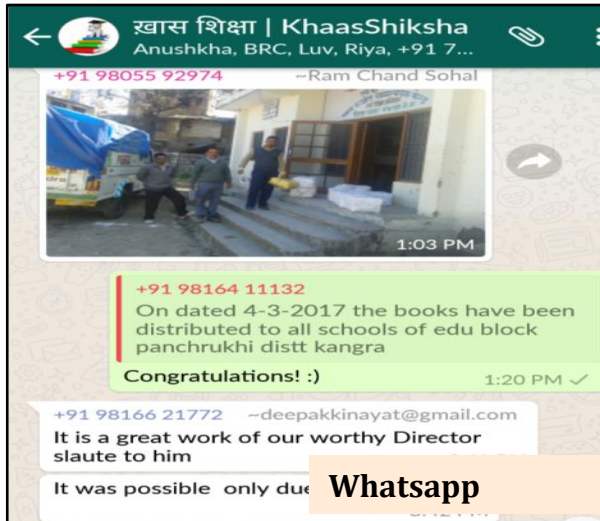 ख़ास शिक्षा | KhaasShiksha
Anushkha, BRC, Luv, Riya, +91 7...
+91 98055 92974 ~Ram Chand Sohal
1:03 PM
+91 98164 11132
On dated 4-3-2017 the books have been
distributed to all schools of edu block
panchrukhi distt kangra
Congratulations! :)
1:20 PM
+91 98166 21772 ~deepakkinayat@gmail.com
It is a great work of our worthy Director
slaute to him
It was possible only due
Whatsapp